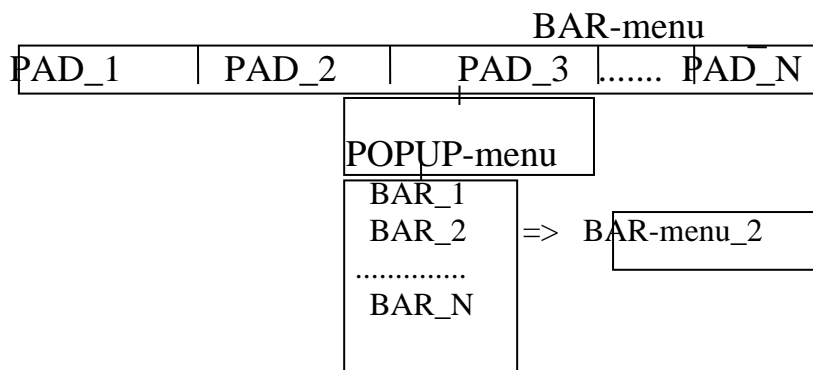 BAR-menu
PAD_1 PAD_2 PAD_3 ....... PAD_N
POPUP-menu
BAR_1
BAR_2 => BAR-menu_2
..............
BAR_N